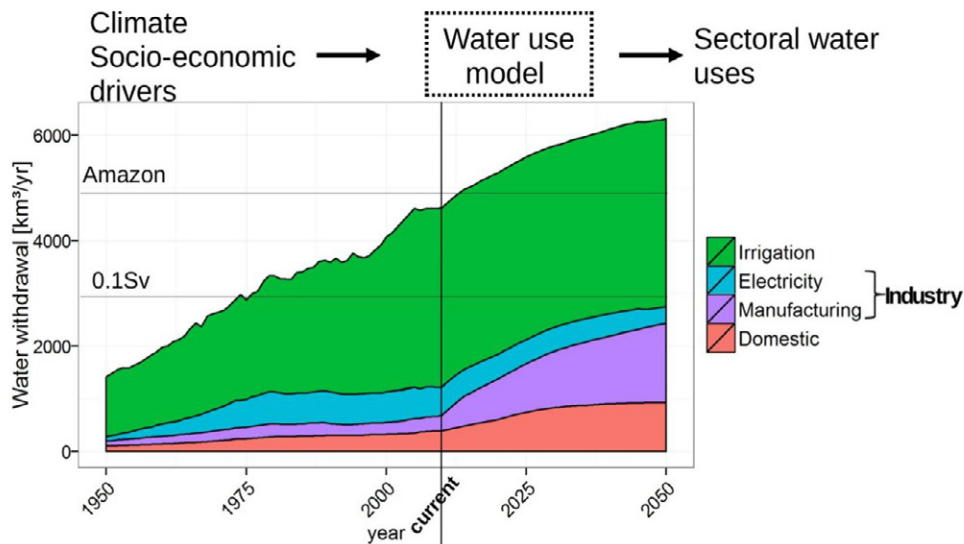 Climate
Socio-economic
drivers
Water use
model
Sectoral water
uses
Water withdrawal [km³/yr]
6000
4000
2000
0
Amazon
0.1Sv
1950
1975
2000
current
2025
2050
year
Irrigation
Electricity
Manufacturing
Domestic
Industry